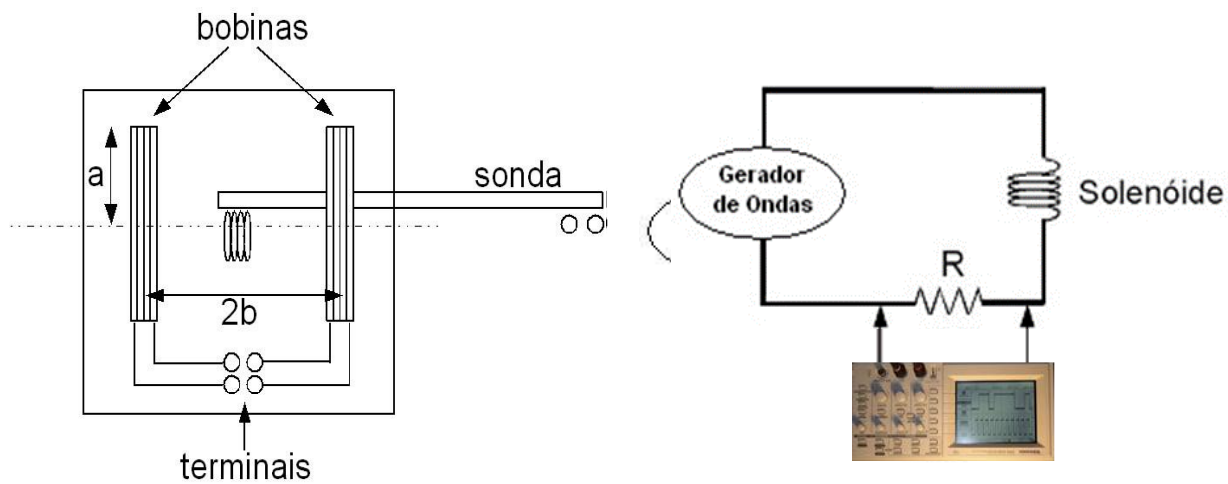 bobinas
a
sonda
2b
terminais
Gerador
de Ondas
Solenóide
R